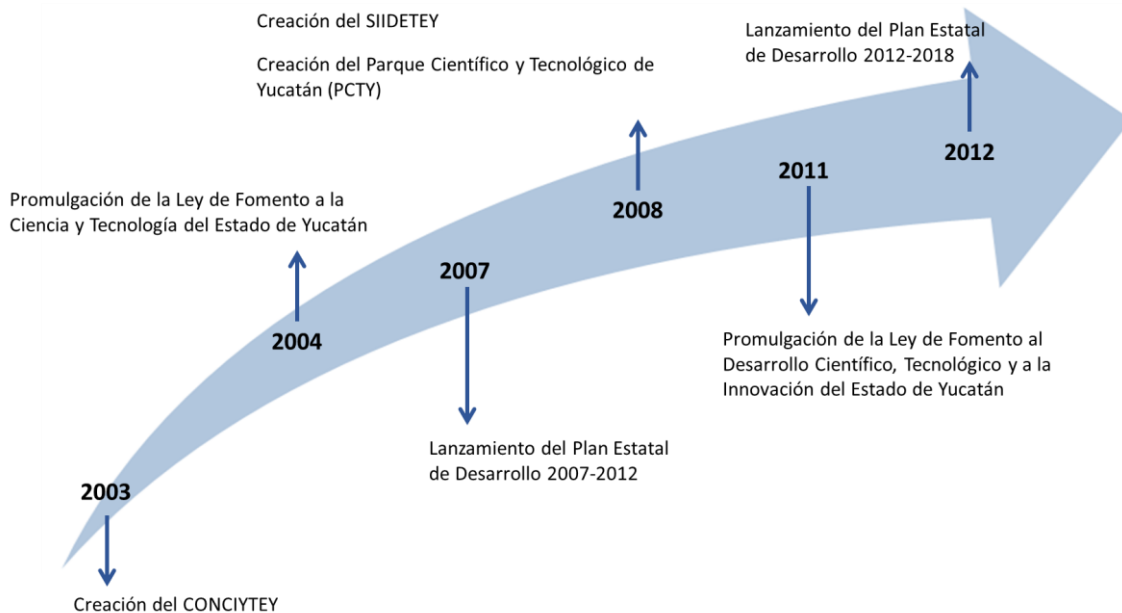 Creación del SIIDETEY
Creación del Parque Científico y Tecnológico de
Yucatán (PCTY)
Lanzamiento del Plan Estatal
de Desarrollo 2012-2018
2012
2011
2008
Promulgación de la Ley de Fomento a la
Ciencia y Tecnología del Estado de Yucatán
2007
2004
Promulgación de la Ley de Fomento al
Desarrollo Científico, Tecnológico y a la
Innovación del Estado de Yucatán
Lanzamiento del Plan Estatal
de Desarrollo 2007-2012
2003
Creación del CONCIYTEY